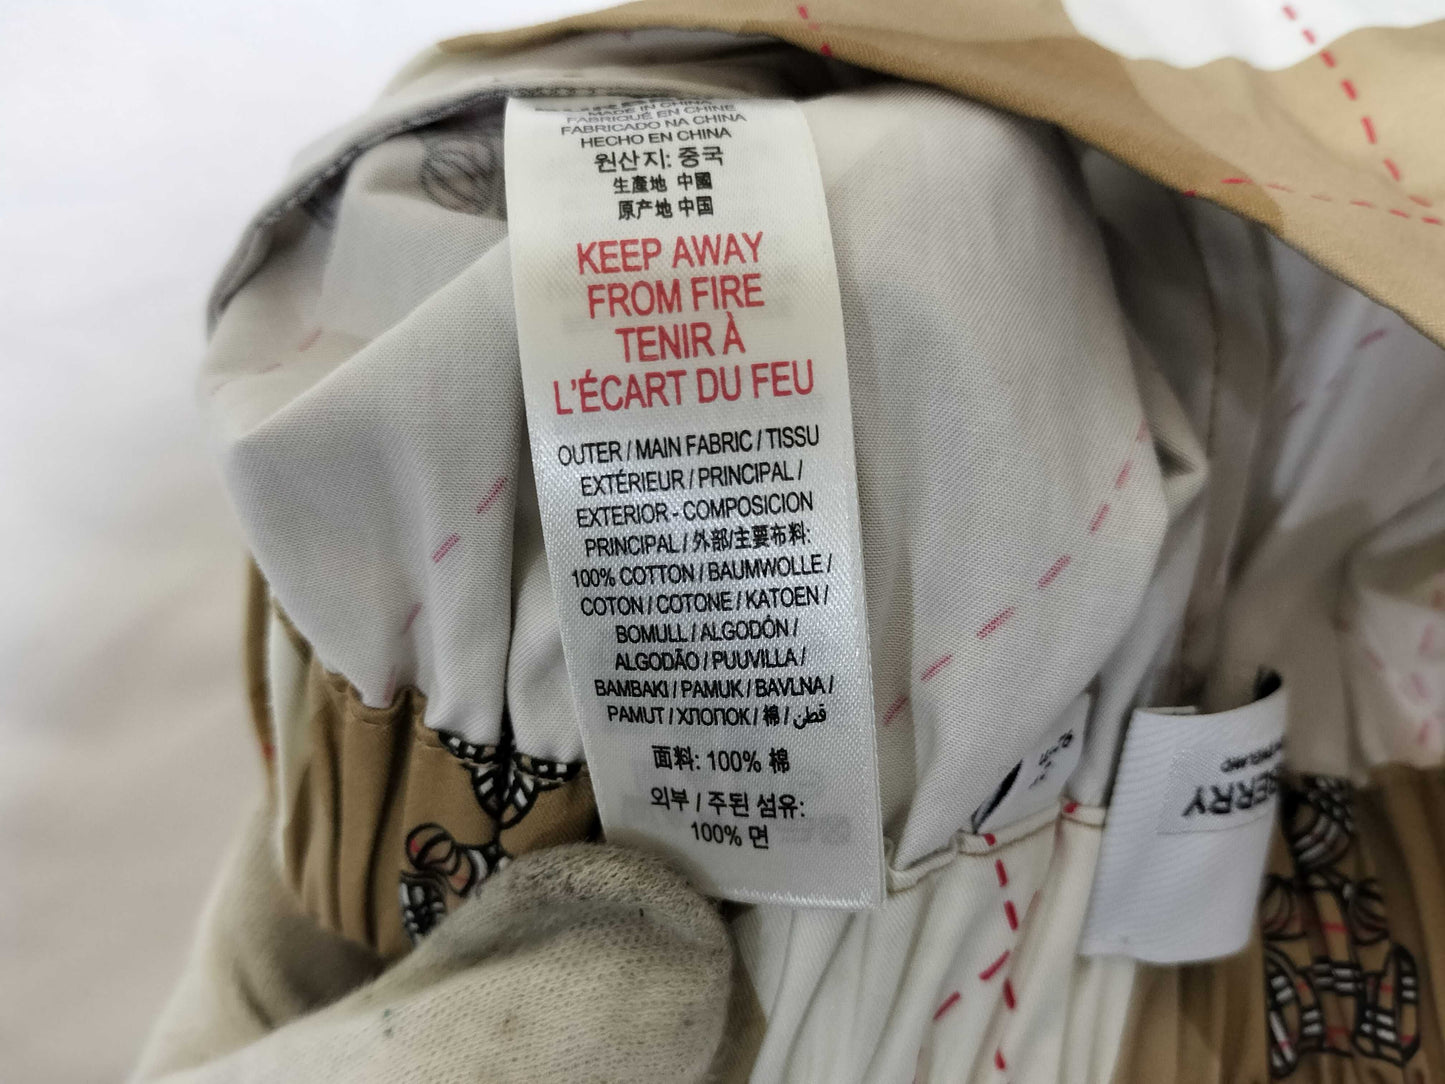 MADE IN CHINA
FABRIQUÉ EN CHINE
FABRICADO NA CHINA
HECHO EN CHINA
원산지: 중국
生產地 中國
原产地 中国
KEEP AWAY
FROM FIRE
TENIR À
L'ÉCART DU FEU
OUTER / MAIN FABRIC / TISSU
EXTÉRIEUR / PRINCIPAL /
EXTERIOR - COMPOSICION
PRINCIPAL / 外部/主要布料:
100% COTTON / BAUMWOLLE /
COTON / COTONE / KATOEN /
BOMULL / ALGODÓN /
ALGODÃO / PUUVILLA /
BAMBAKI / PAMUK / BAVLNA /
PAMUT / ХЛОПОК / 棉 / قطن
面料: 100% 棉
외부 / 주된 섬유:
100% 면